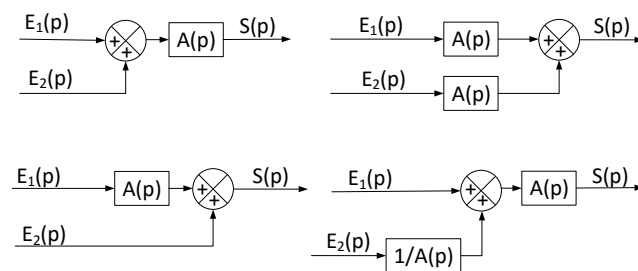 E₁(p) + + A(p) S(p)
E₂(p)
E₁(p) A(p) + + S(p)
E₂(p) A(p)
E₁(p) A(p) + + S(p)
E₂(p)
E₁(p) + + A(p) S(p)
E₂(p) 1/A(p)